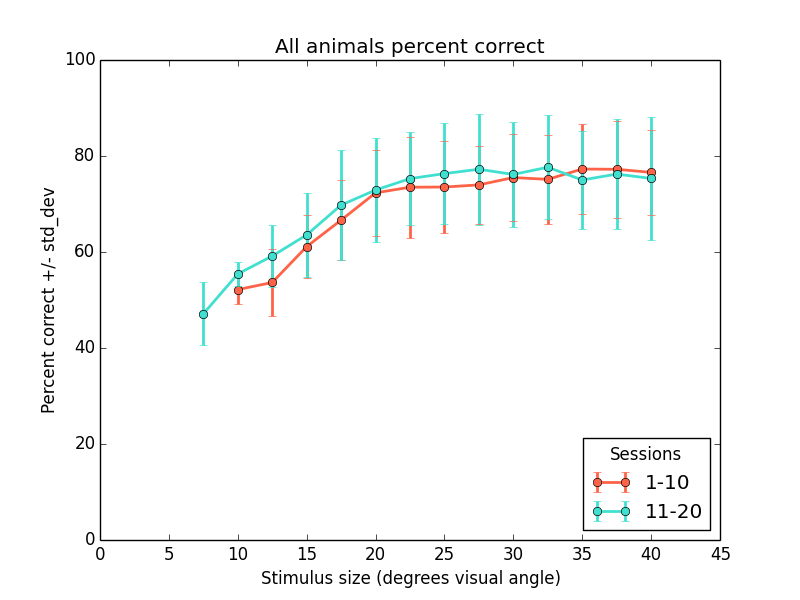 All animals percent correct
100
80
60
40
20
0
Percent correct +/- std_dev
0 5 10 15 20 25 30 35 40 45
Stimulus size (degrees visual angle)
Sessions
1-10
11-20